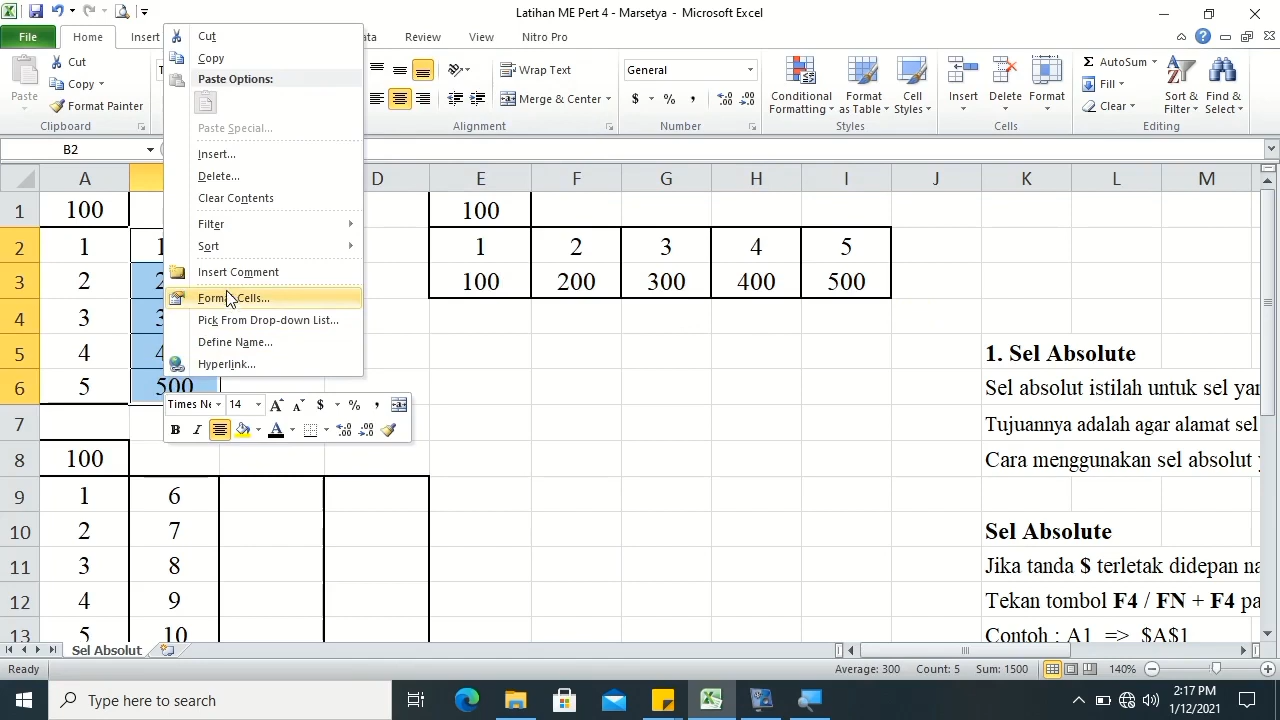 Latihan ME Pert 4 - Marsetya - Microsoft Excel
File Home Insert Review View Nitro Pro
Cut
Copy
Paste Options:
Paste Special...
Insert...
Delete...
Clear Contents
Filter
Sort
Insert Comment
Format Cells...
Pick From Drop-down List...
Define Name...
Hyperlink...
Paste
Cut
Copy
Format Painter
Clipboard
Wrap Text
Merge & Center
Alignment
General
$ % ,
Number
Conditional Formatting
Format as Table
Cell Styles
Styles
Insert
Delete
Format
Cells
AutoSum
Fill
Clear
Sort & Filter
Find & Select
Editing
B2
A D E F G H I J K L M
1 100 100
2 1 1 2 3 4 5
3 2 100 200 300 400 500
4 3
5 4 1. Sel Absolute
6 5 500 Sel absolut istilah untuk sel yan
Times Ne 14 $ % ,
B I A
7 Tujuannya adalah agar alamat sel
8 100 Cara menggunakan sel absolut
9 1 6
10 2 7 Sel Absolute
11 3 8 Jika tanda $ terletak didepan na
12 4 9 Tekan tombol F4 / FN + F4 pa
13 5 10 Contoh : A1 => $A$1
Sel Absolut
Ready Average: 300 Count: 5 Sum: 1500 140%
Type here to search
2:17 PM
1/12/2021